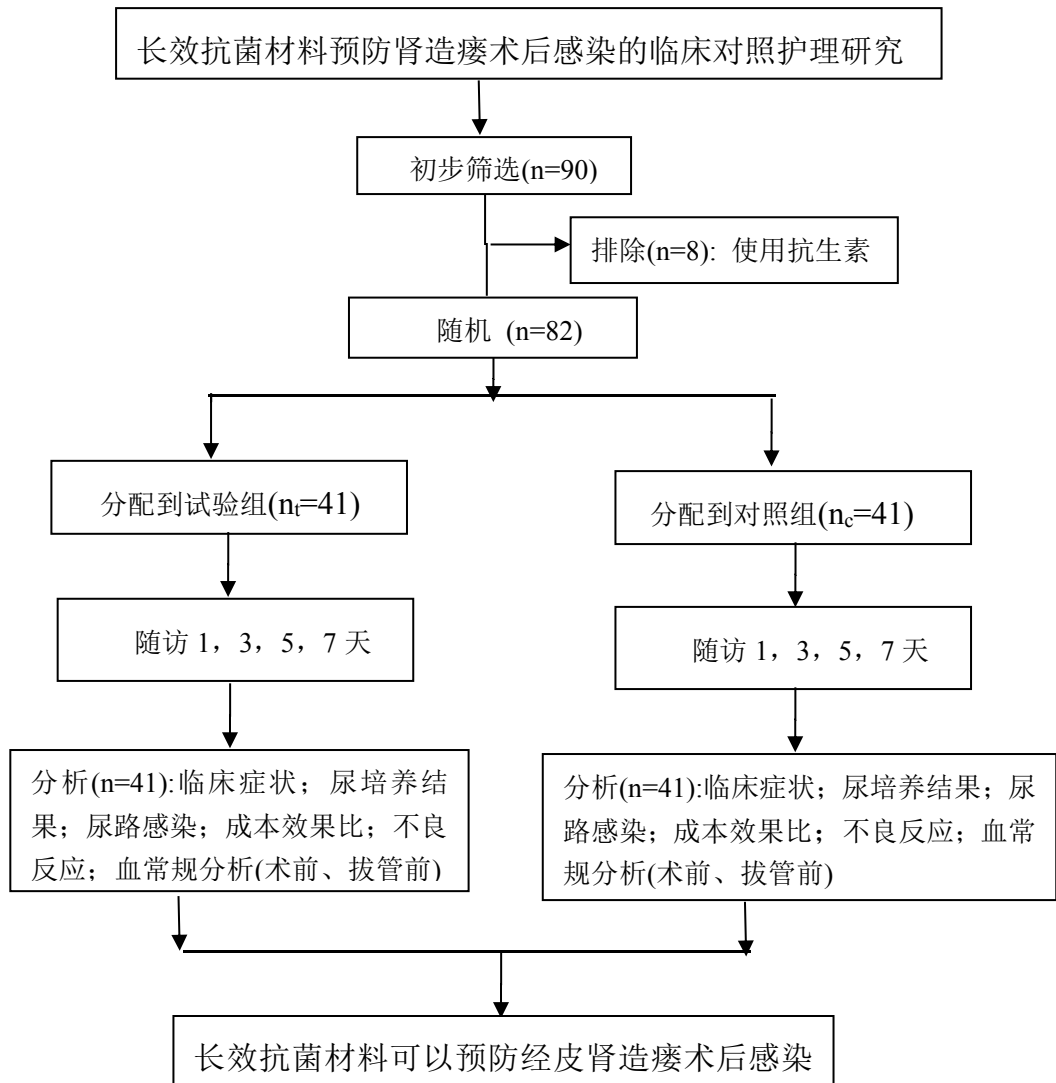 长效抗菌材料预防肾造瘘术后感染的临床对照护理研究
初步筛选(n=90)
排除(n=8)：使用抗生素
随机 (n=82)
分配到试验组(nt=41)
分配到对照组(nc=41)
随访 1，3，5，7 天
随访 1，3，5，7 天
分析(n=41):临床症状；尿培养结
果；尿路感染；成本效果比；不良
反应；血常规分析(术前、拔管前)
分析(n=41):临床症状；尿培养结果；尿
路感染；成本效果比；不良反应；血常
规分析(术前、拔管前)
长效抗菌材料可以预防经皮肾造瘘术后感染